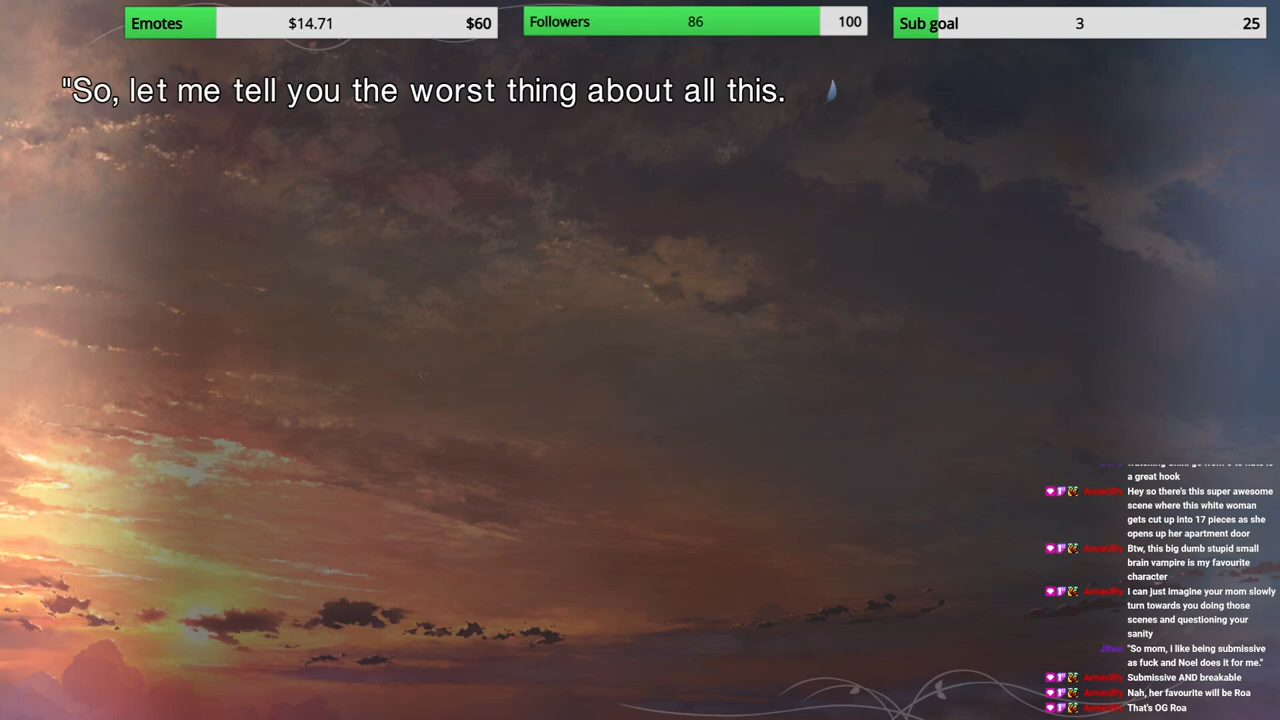 Emotes $14.71 $60
Followers 86 100
Sub goal 3 25
"So, let me tell you the worst thing about all this.
a great hook
Hey so there's this super awesome
scene where this white woman
gets cut up into 17 pieces as she
opens up her apartment door
Btw, this big dumb stupid small
brain vampire is my favourite
character
I can just imagine your mom slowly
turn towards you doing those
scenes and questioning your
sanity
Jitwo "So mom, i like being submissive
as fuck and Noel does it for me."
Submissive AND breakable
Nah, her favourite will be Roa
That's OG Roa